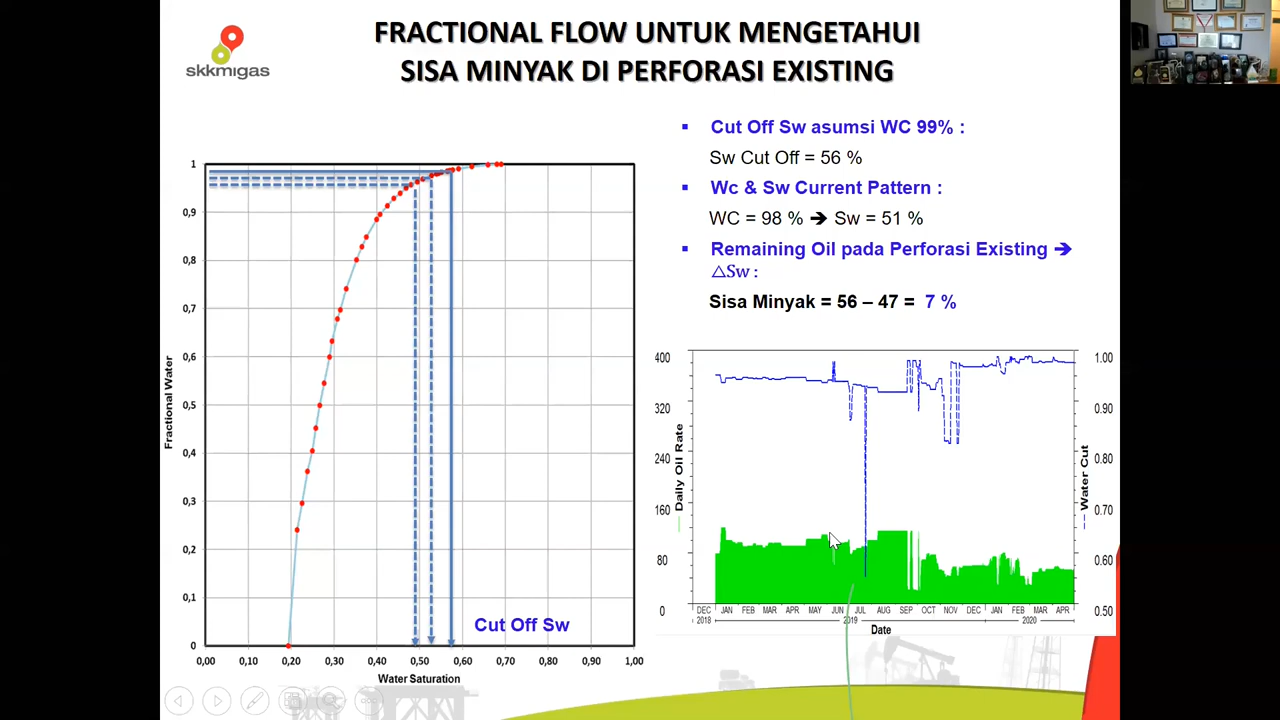 skkmigas
FRACTIONAL FLOW UNTUK MENGETAHUI
SISA MINYAK DI PERFORASI EXISTING
Fractional Water
1
0,9
0,8
0,7
0,6
0,5
0,4
0,3
0,2
0,1
0
0,00 0,10 0,20 0,30 0,40 0,50 0,60 0,70 0,80 0,90 1,00
Water Saturation
Cut Off Sw
▪ Cut Off Sw asumsi WC 99% :
Sw Cut Off = 56 %
▪ Wc & Sw Current Pattern :
WC = 98 % ➔ Sw = 51 %
▪ Remaining Oil pada Perforasi Existing ➔
△Sw :
Sisa Minyak = 56 – 47 = 7 %
Daily Oil Rate
400
320
240
160
80
0
Water Cut
1.00
0.90
0.80
0.70
0.60
0.50
DEC JAN FEB MAR APR MAY JUN JUL AUG SEP OCT NOV DEC JAN FEB MAR APR
2018 2019 2020
Date